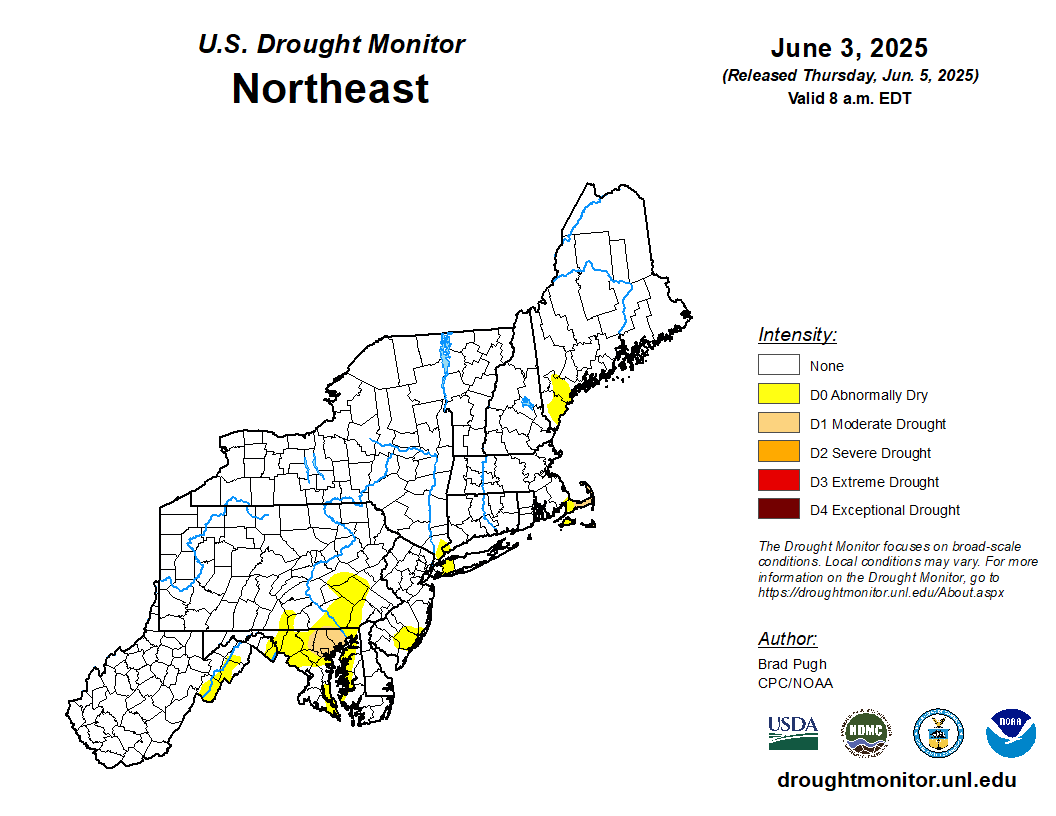 U.S. Drought Monitor
Northeast
June 3, 2025
(Released Thursday, Jun. 5, 2025)
Valid 8 a.m. EDT
Intensity:
None
D0 Abnormally Dry
D1 Moderate Drought
D2 Severe Drought
D3 Extreme Drought
D4 Exceptional Drought
The Drought Monitor focuses on broad-scale
conditions. Local conditions may vary. For more
information on the Drought Monitor, go to
https://droughtmonitor.unl.edu/About.aspx
Author:
Brad Pugh
CPC/NOAA
USDA
NDMC
NOAA
droughtmonitor.unl.edu